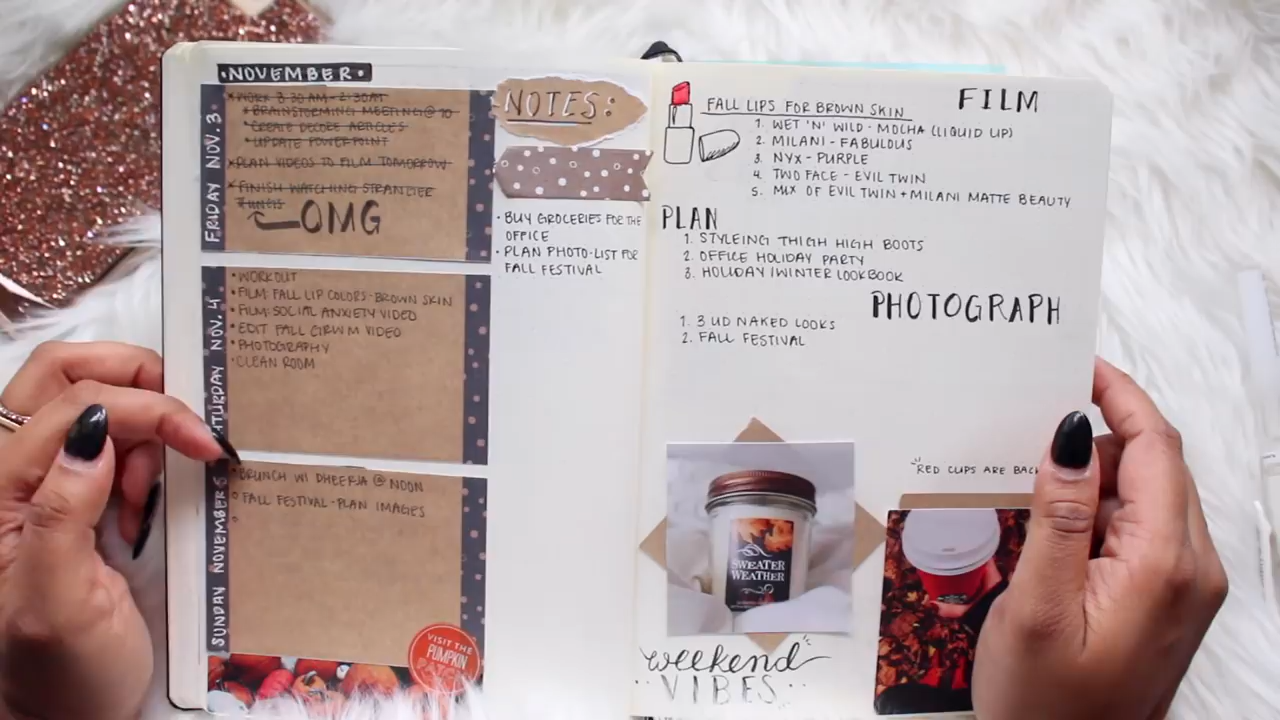 •NOVEMBER•
FRIDAY NOV. 3
×WORK 8:30AM-2:30AT
×BRAINSTORMING MEETING@10
*CREATE DECORE ARTICLES
*UPDATE POWERPOINT
×PLAN VIDEOS TO FILM TOMORROW
×FINISH WATCHING STRANGER
THINGS
OMG
NOV. 4
•WORKOUT
•FILM: FALL LIP COLORS-BROWN SKIN
•FILM: SOCIAL ANXIETY VIDEO
•EDIT FALL GRWM VIDEO
•PHOTOGRAPHY
•CLEAN ROOM
SUNDAY NOVEMBER 5
BRUNCH W/ DHEERJA @ NOON
FALL FESTIVAL-PLAN IMAGES
VISIT THE
PUMPKIN
PATCH
NOTES:
•BUY GROCERIES FOR THE
OFFICE
•PLAN PHOTO-LIST FOR
FALL FESTIVAL
FILM
FALL LIPS FOR BROWN SKIN
1. WET 'N' WILD - MOCHA (LIQUID LIP)
2. MILANI - FABULOUS
3. NYX - PURPLE
4. TWO FACE - EVIL TWIN
5. MIX OF EVIL TWIN + MILANI MATTE BEAUTY
PLAN
1. STYLEING THIGH HIGH BOOTS
2. OFFICE HOLIDAY PARTY
3. HOLIDAY/WINTER LOOKBOOK
PHOTOGRAPH
1. 3 UD NAKED LOOKS
2. FALL FESTIVAL
SWEATER
WEATHER
"RED CUPS ARE BACK
weekend
··VIBES··